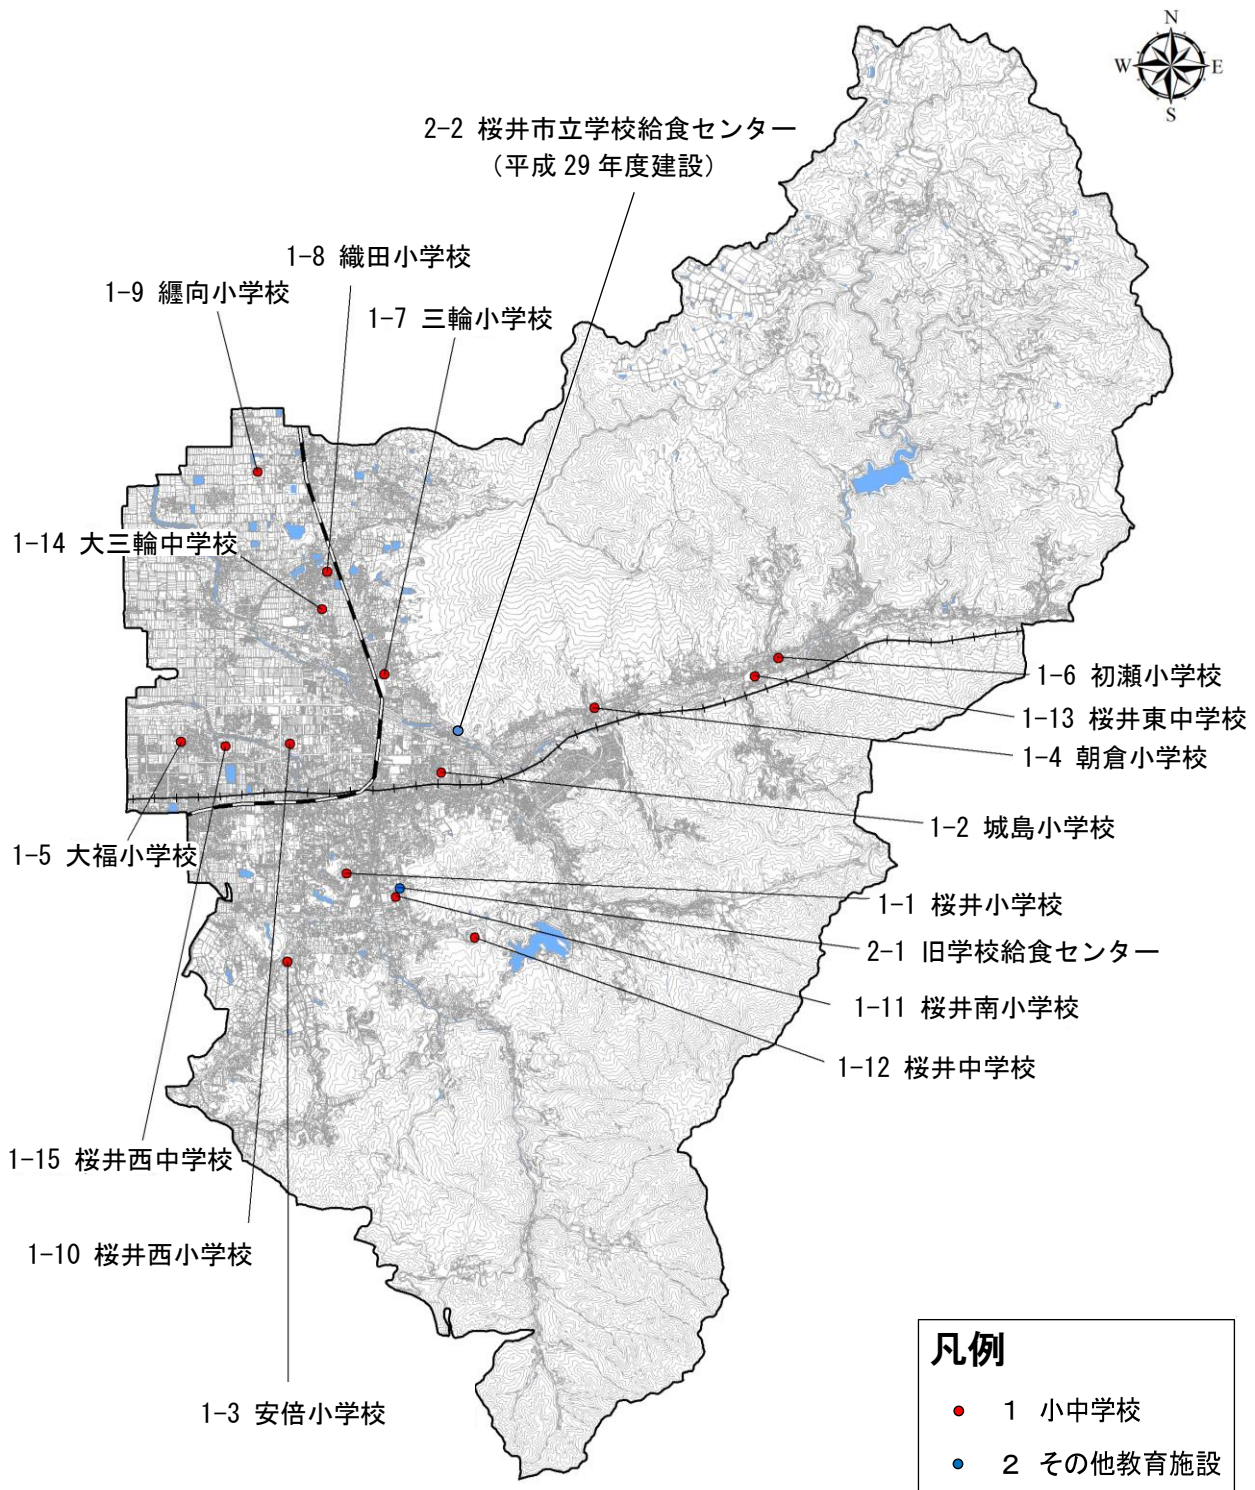 N
W E
S
2-2 桜井市立学校給食センター
（平成 29 年度建設）
1-8 織田小学校
1-9 纒向小学校
1-7 三輪小学校
1-14 大三輪中学校
1-6 初瀬小学校
1-13 桜井東中学校
1-4 朝倉小学校
1-2 城島小学校
1-5 大福小学校
1-1 桜井小学校
2-1 旧学校給食センター
1-11 桜井南小学校
1-12 桜井中学校
1-15 桜井西中学校
1-10 桜井西小学校
1-3 安倍小学校
凡例
1 小中学校
2 その他教育施設